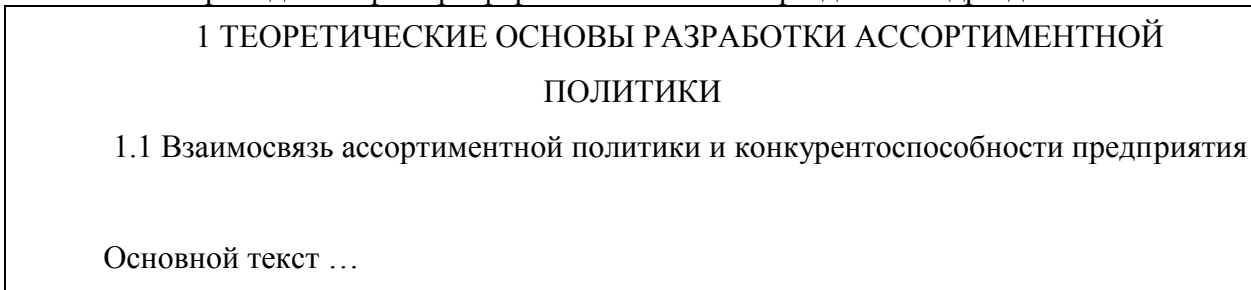 1 ТЕОРЕТИЧЕСКИЕ ОСНОВЫ РАЗРАБОТКИ АССОРТИМЕНТНОЙ
ПОЛИТИКИ
1.1 Взаимосвязь ассортиментной политики и конкурентоспособности предприятия
Основной текст …